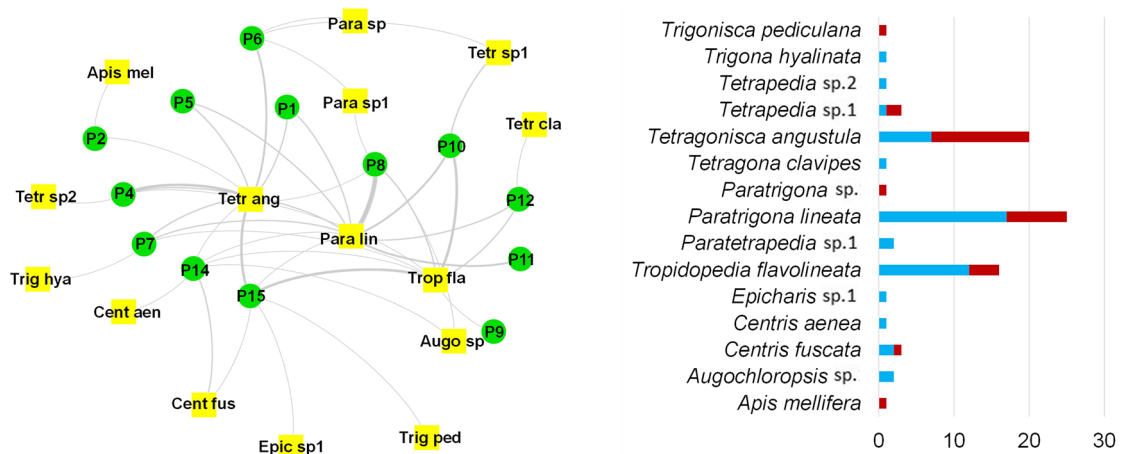 Para sp
P6
Tetr sp1
Apis mel
P5
P1
Para sp1
Tetr cla
P2
P10
P8
Tetr sp2
P4
Tetr ang
P12
P7
Para lin
P14
P11
Trig hya
Trop fla
P15
Cent aen
Augo sp
P9
Cent fus
Epic sp1
Trig ped
Trigonisca pediculana
Trigona hyalinata
Tetrapedia sp.2
Tetrapedia sp.1
Tetragonisca angustula
Tetragona clavipes
Paratrigona sp.
Paratrigona lineata
Paratetrapedia sp.1
Tropidopedia flavolineata
Epicharis sp.1
Centris aenea
Centris fuscata
Augochloropsis sp.
Apis mellifera
0 10 20 30